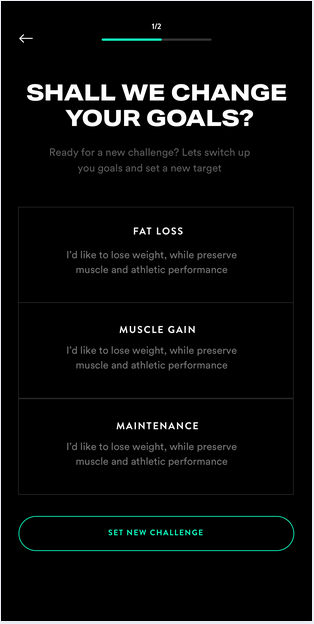 1/2
SHALL WE CHANGE
YOUR GOALS?
Ready for a new challenge? Lets switch up
you goals and set a new target
FAT LOSS
I'd like to lose weight, while preserve
muscle and athletic performance
MUSCLE GAIN
I'd like to lose weight, while preserve
muscle and athletic performance
MAINTENANCE
I'd like to lose weight, while preserve
muscle and athletic performance
SET NEW CHALLENGE